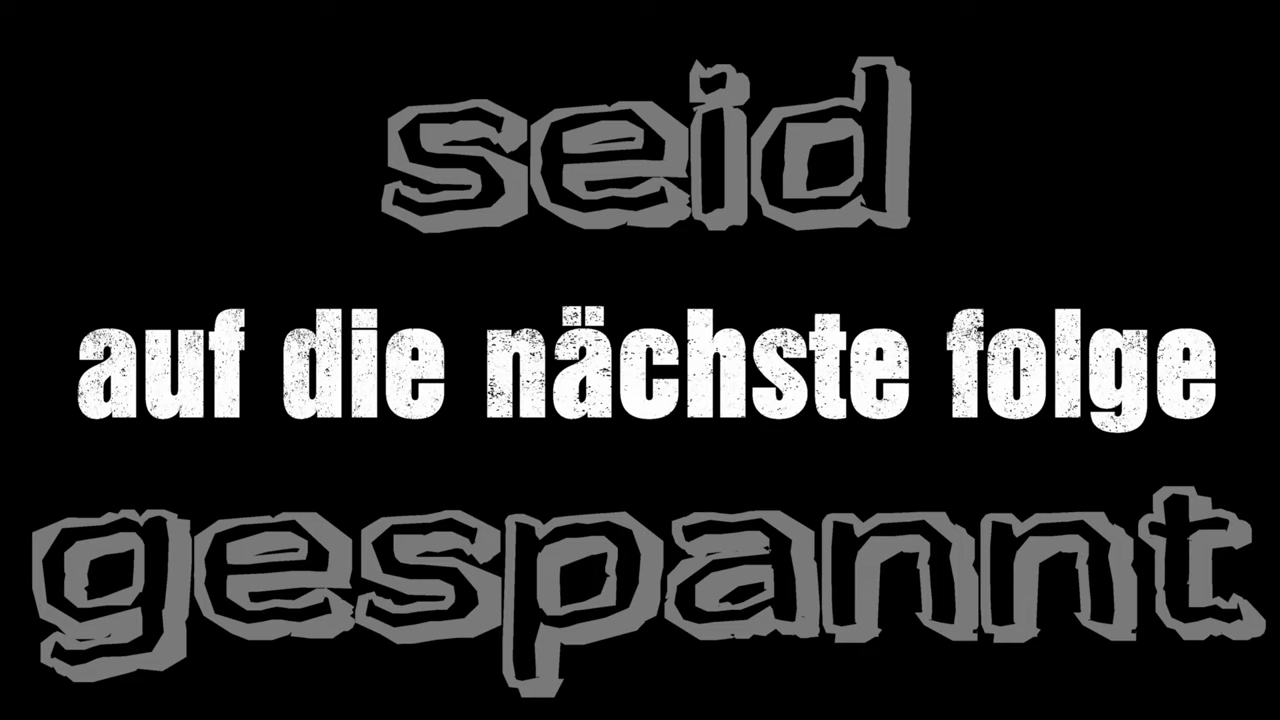 seid
auf die nächste folge
gespannt